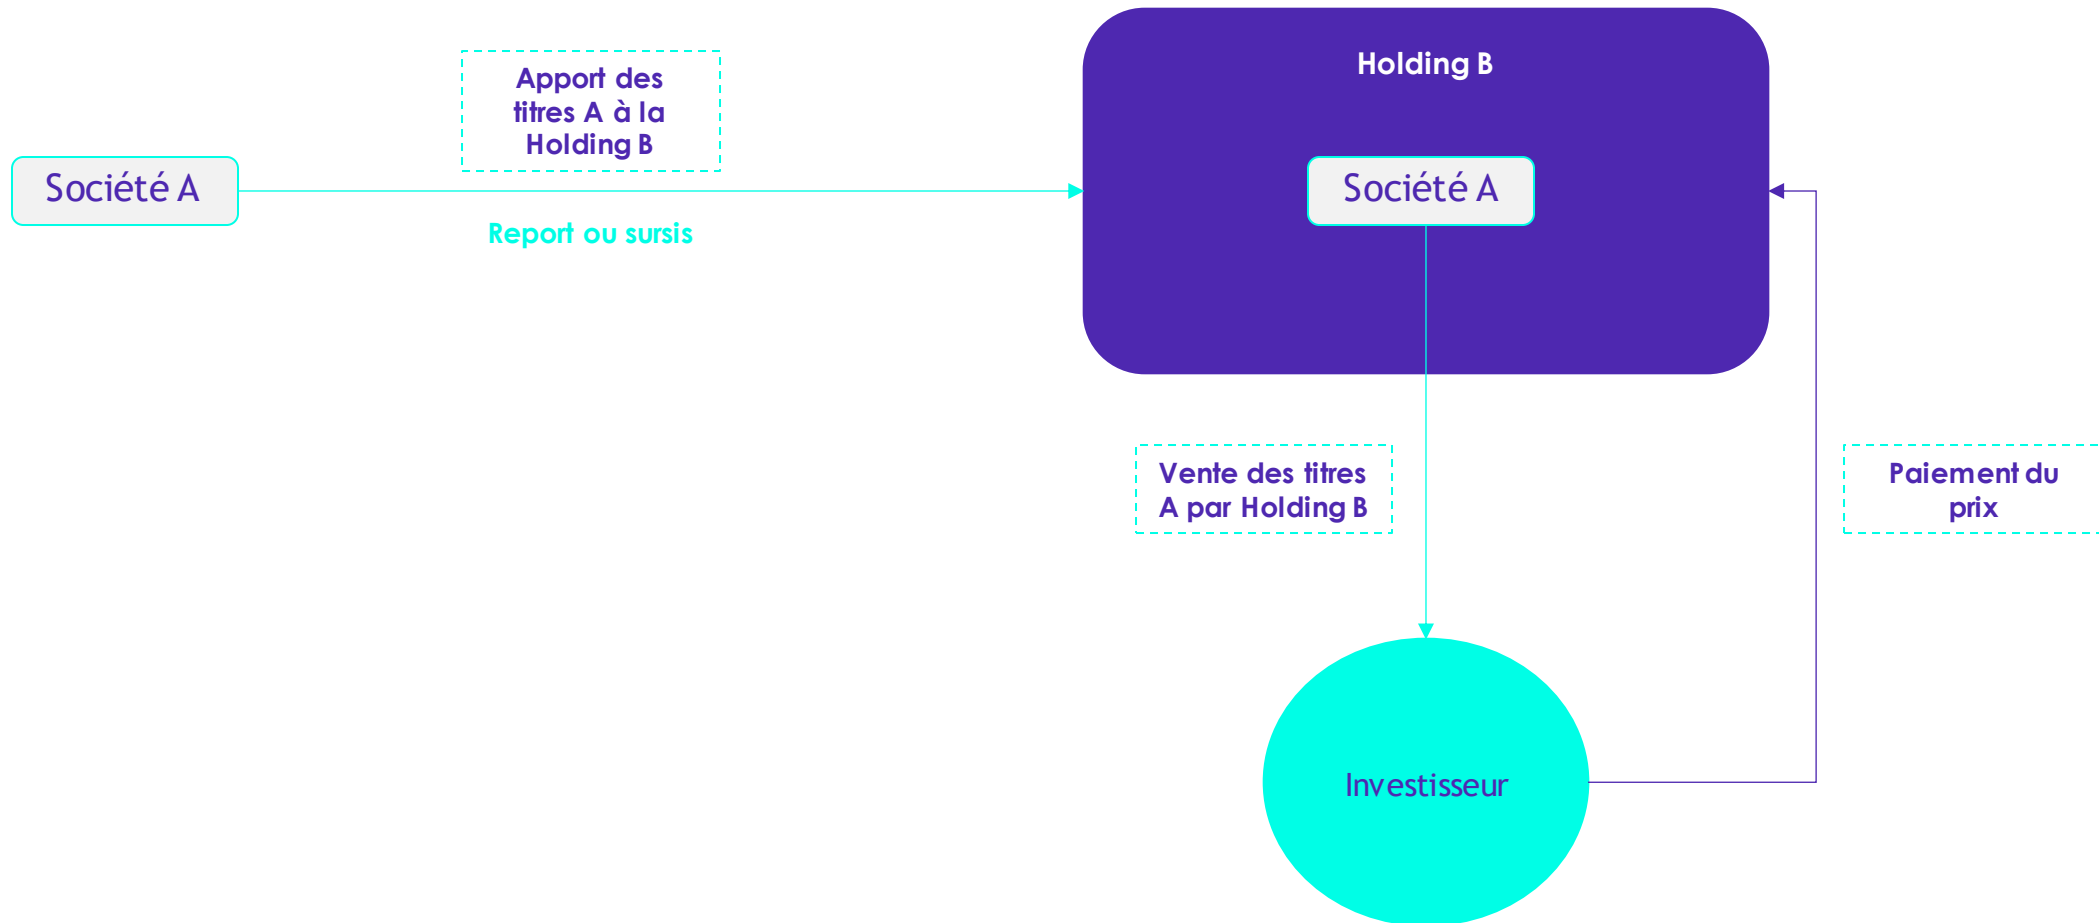 Holding B
Apport des
titres A à la
Holding B
Société A
Société A
Report ou sursis
Vente des titres
A par Holding B
Paiement du
prix
Investisseur